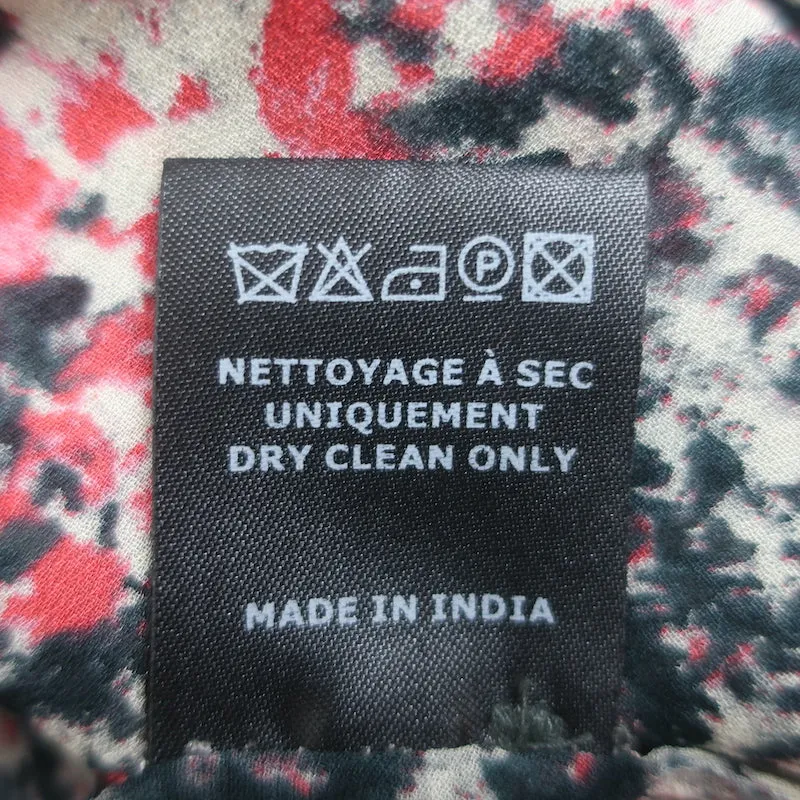 P
NETTOYAGE À SEC
UNIQUEMENT
DRY CLEAN ONLY
MADE IN INDIA